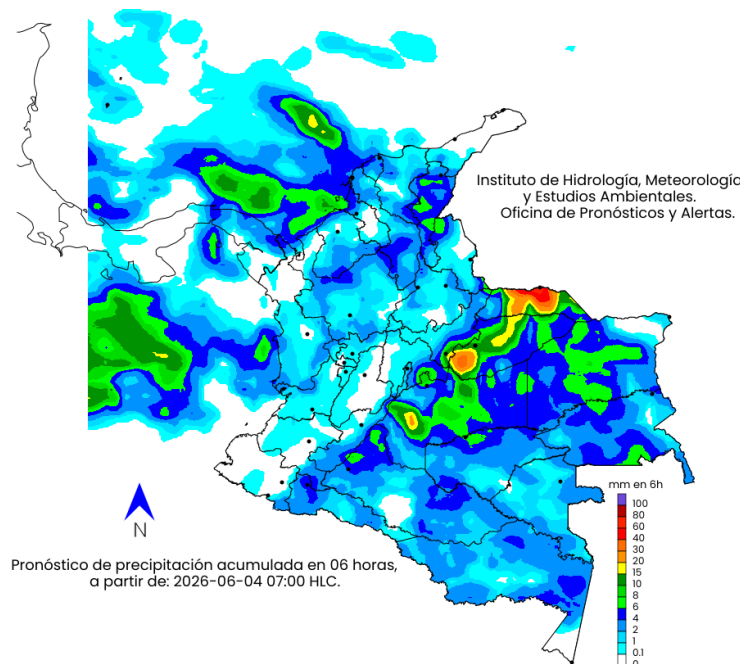 Instituto de Hidrología, Meteorología
y Estudios Ambientales.
Oficina de Pronósticos y Alertas.
N
Pronóstico de precipitación acumulada en 06 horas,
a partir de: 2026-06-04 07:00 HLC.
mm en 6h
100
80
60
40
30
20
15
10
8
6
4
2
1
0.1
0